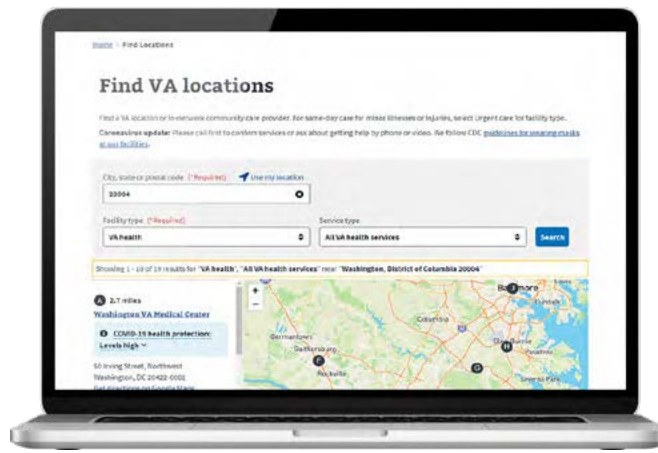 Home > Find Locations
Find VA locations
Find a VA location or in-network community care provider. For same-day care for minor illnesses or injuries, select Urgent care for facility type.
Coronavirus update: Please call first to confirm services or ask about getting help by phone or video. We follow CDC guidelines for wearing masks
at our facilities.
City, state or postal code (*Required) Use my location
20004
Facility type (*Required) Service type
VA health All VA health services Search
Showing 1 - 10 of 19 results for "VA health", "All VA health services" near "Washington, District of Columbia 20004"
A 2.7 miles
Washington VA Medical Center
COVID-19 health protection:
Levels high
50 Irving Street, Northwest
Washington, DC 20422-0001
Get directions on Google Maps
+
-
Baltimore
J
Dundalk
Columbia
Germantown
Glen Burnie
H
Gaithersburg
Pasadena
F
Rockville
G
Severna Park